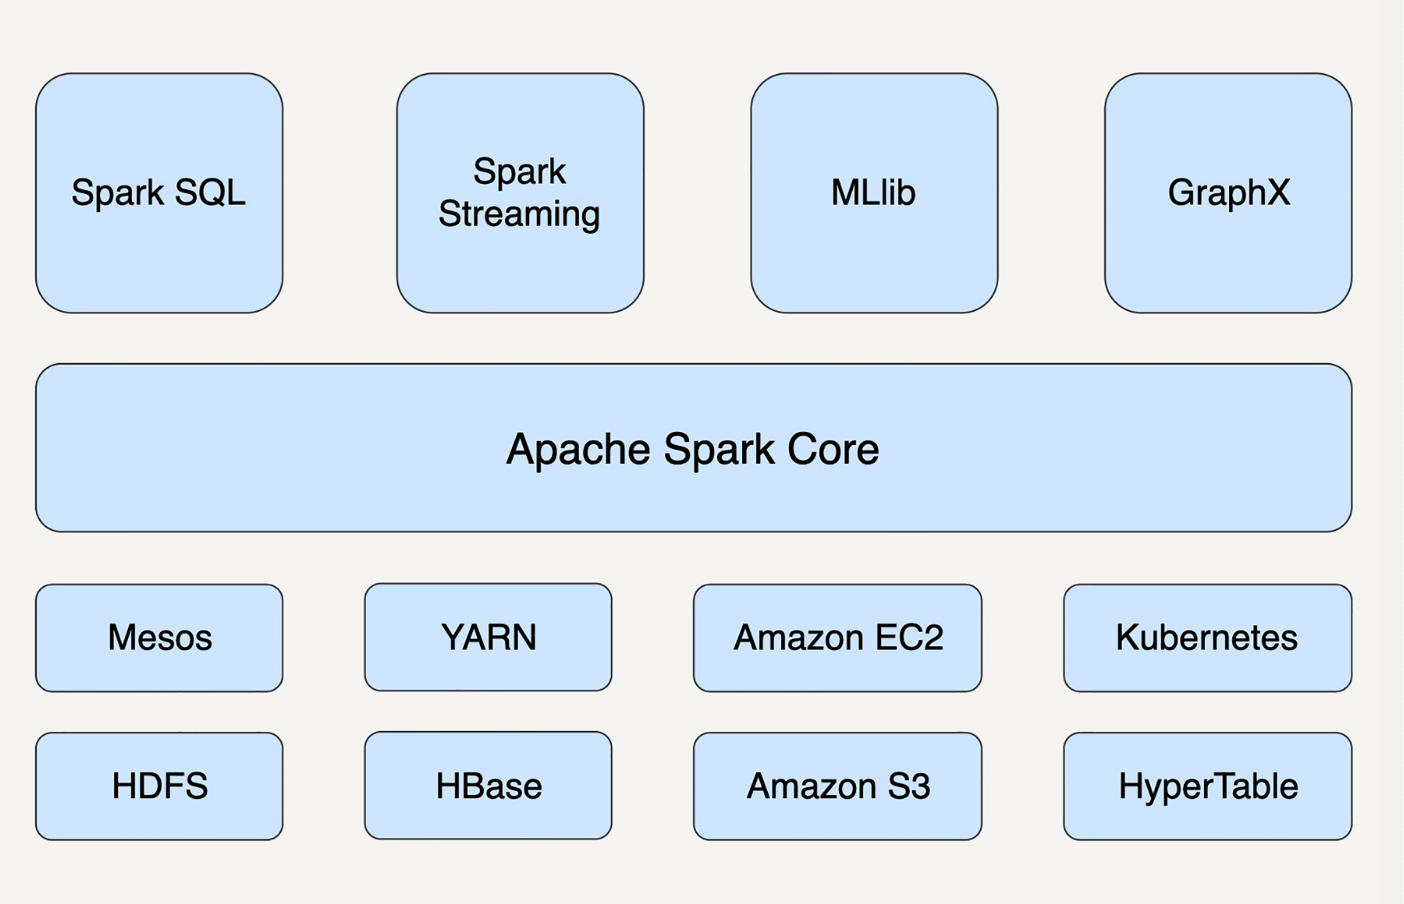 Spark SQL
Spark
Streaming
MLlib
GraphX
Apache Spark Core
Mesos
YARN
Amazon EC2
Kubernetes
HDFS
HBase
Amazon S3
HyperTable